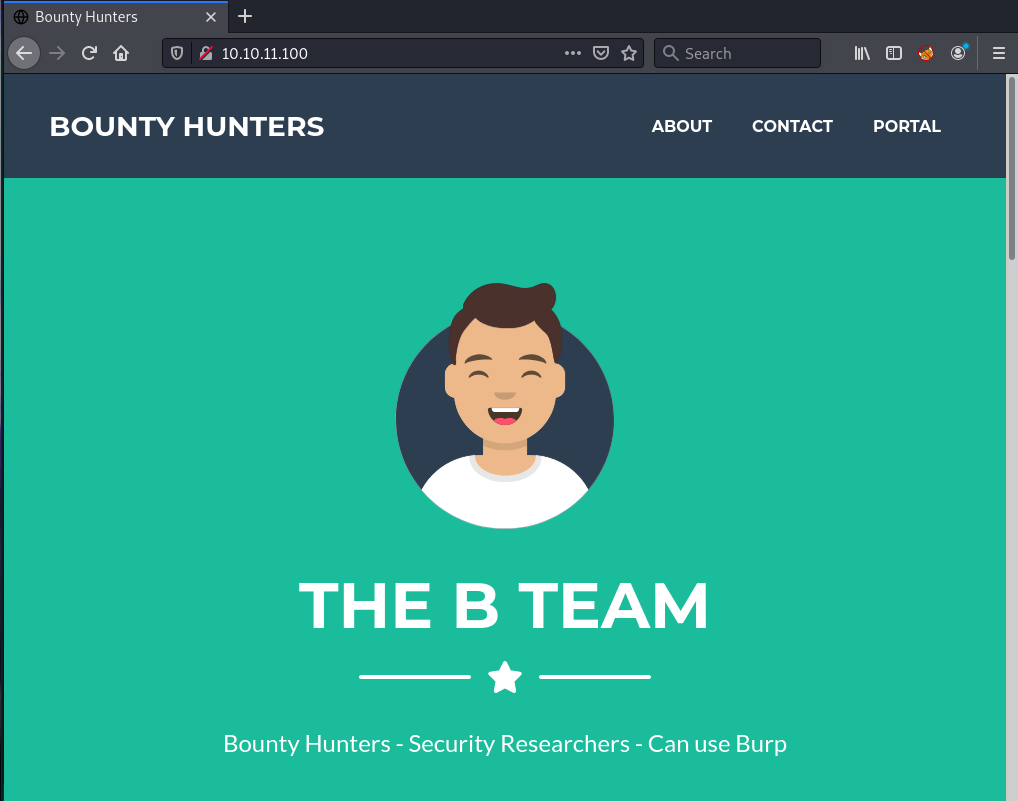 Bounty Hunters
10.10.11.100
Search
BOUNTY HUNTERS ABOUT CONTACT PORTAL
THE B TEAM
Bounty Hunters - Security Researchers - Can use Burp